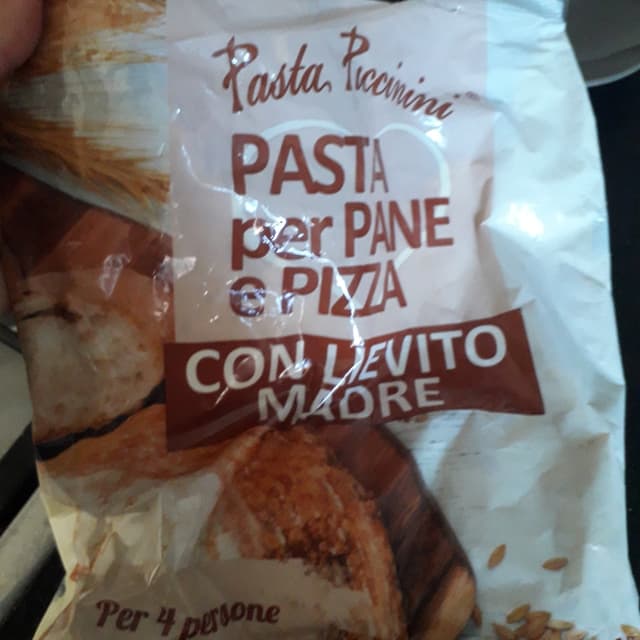 Pasta Piccinini
PASTA
per PANE
e PIZZA
CON LIEVITO
MADRE
Per 4 persone